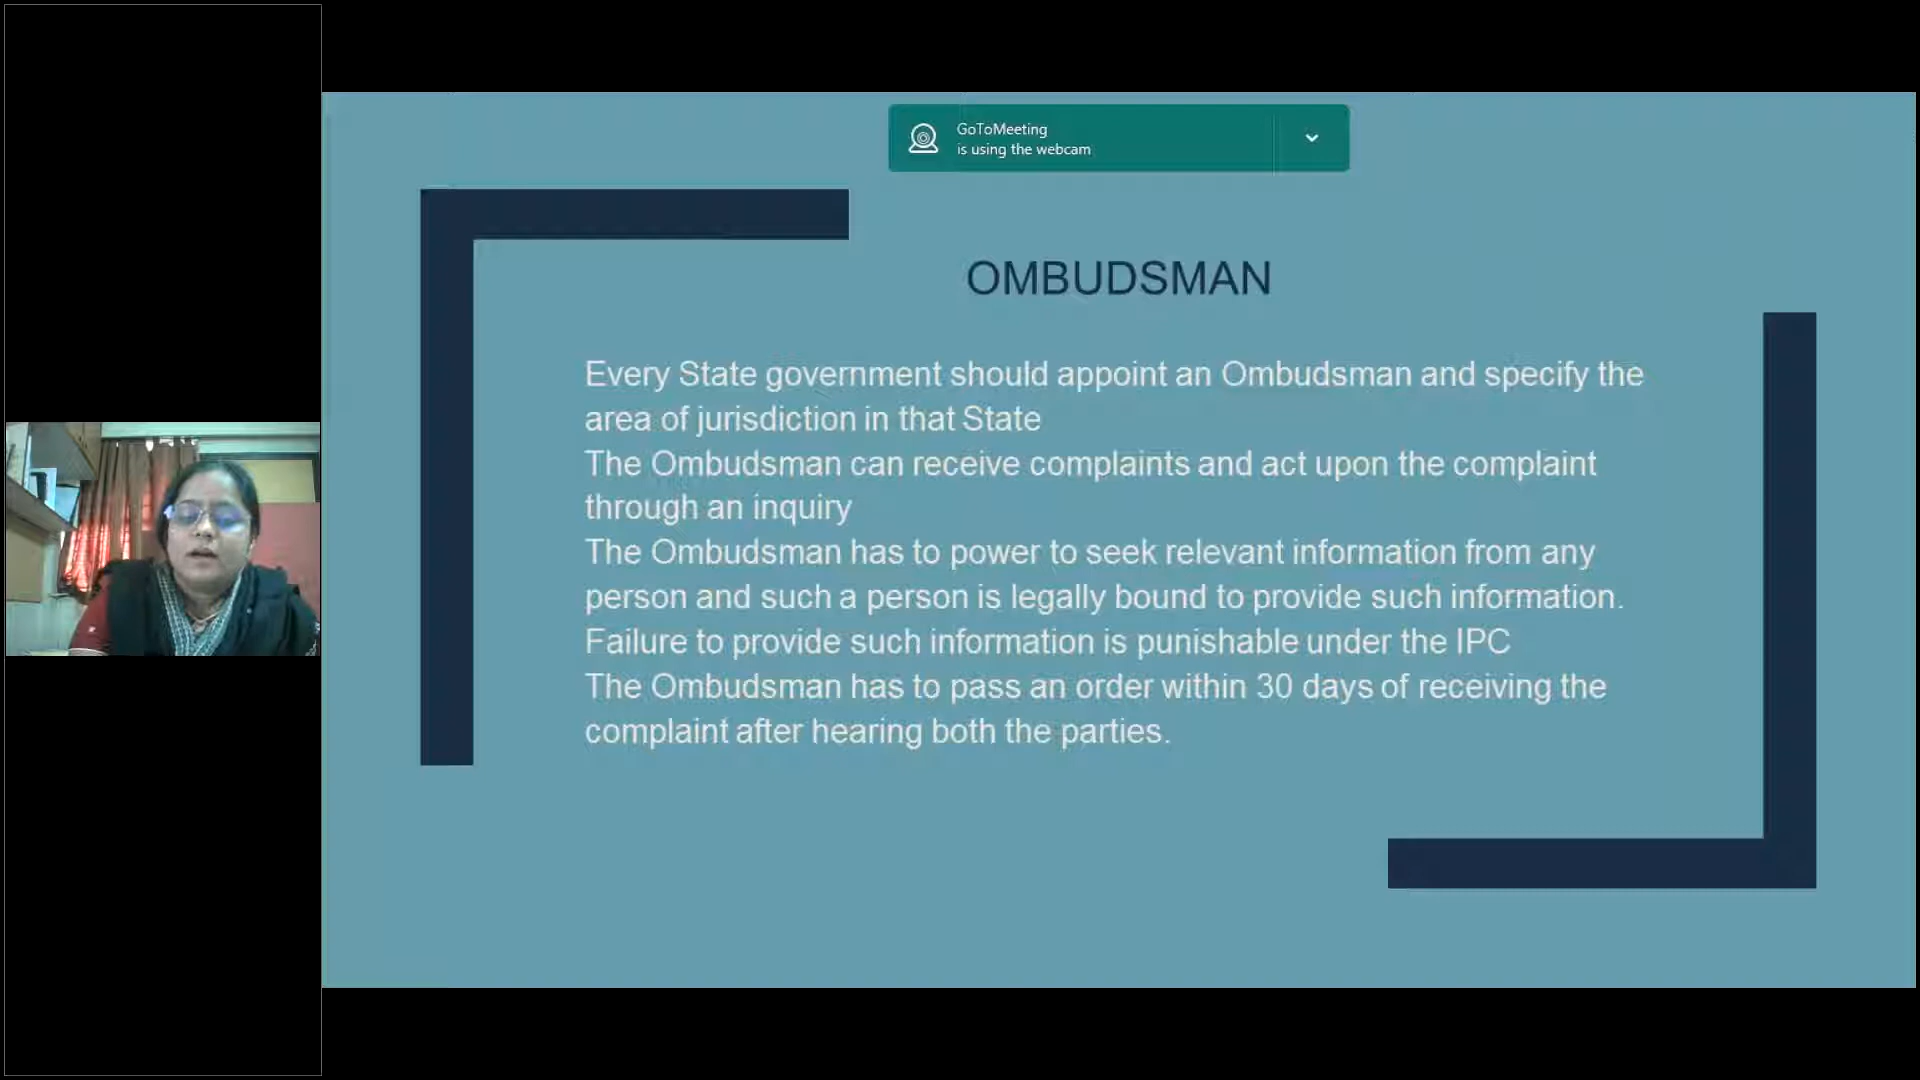 GoToMeeting
is using the webcam
OMBUDSMAN
Every State government should appoint an Ombudsman and specify the
area of jurisdiction in that State
The Ombudsman can receive complaints and act upon the complaint
through an inquiry
The Ombudsman has to power to seek relevant information from any
person and such a person is legally bound to provide such information.
Failure to provide such information is punishable under the IPC
The Ombudsman has to pass an order within 30 days of receiving the
complaint after hearing both the parties.